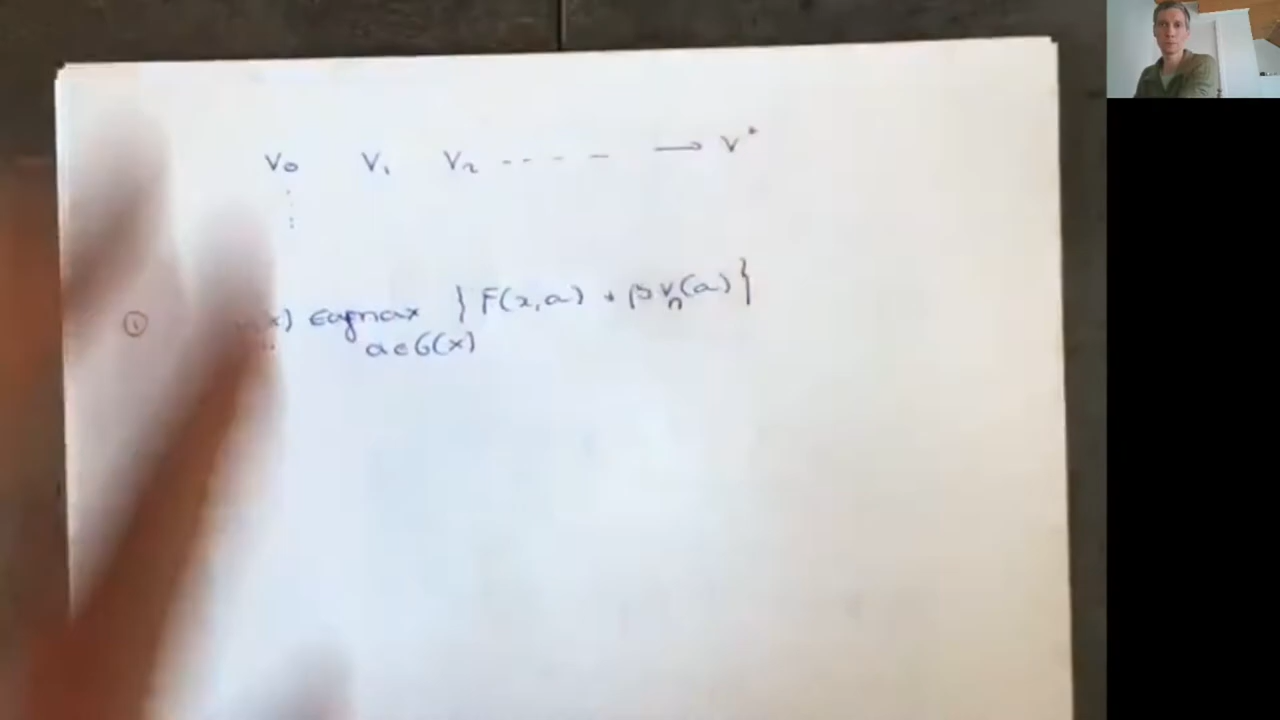 V₀ V₁ V₂ - - - - → V*
① x) ∈ argmax { F(x,a) + βVₙ(a) }
a∈G(x)